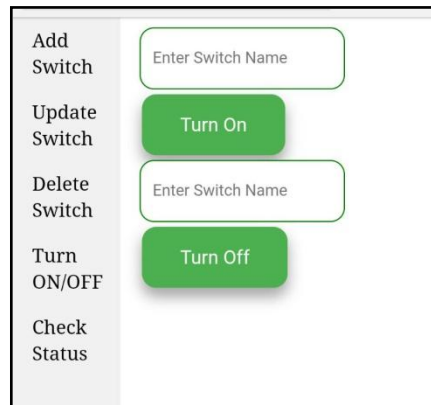 Add
Switch
Update
Switch
Delete
Switch
Turn
ON/OFF
Check
Status
Enter Switch Name
Turn On
Enter Switch Name
Turn Off